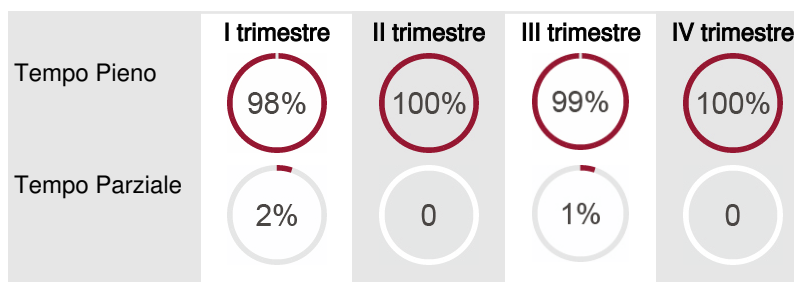 I trimestre II trimestre III trimestre IV trimestre
Tempo Pieno 98% 100% 99% 100%
Tempo Parziale 2% 0 1% 0